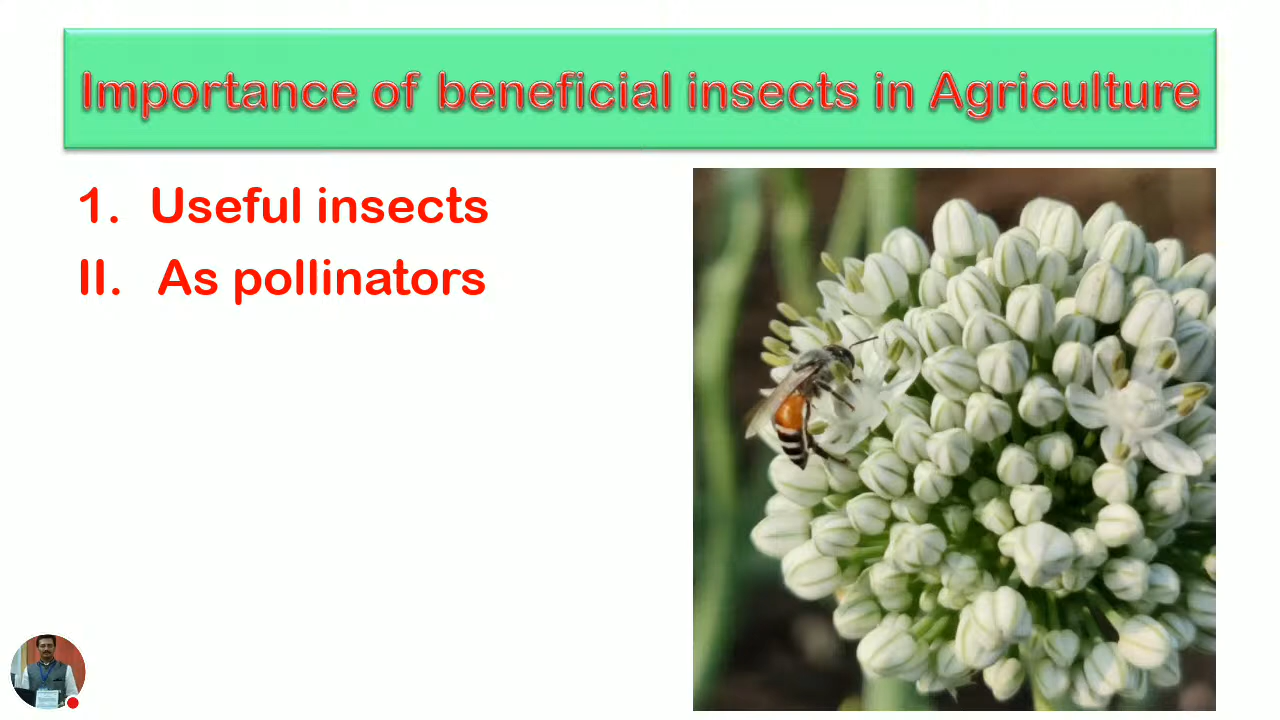 Importance of beneficial insects in Agriculture
1. Useful insects
II. As pollinators